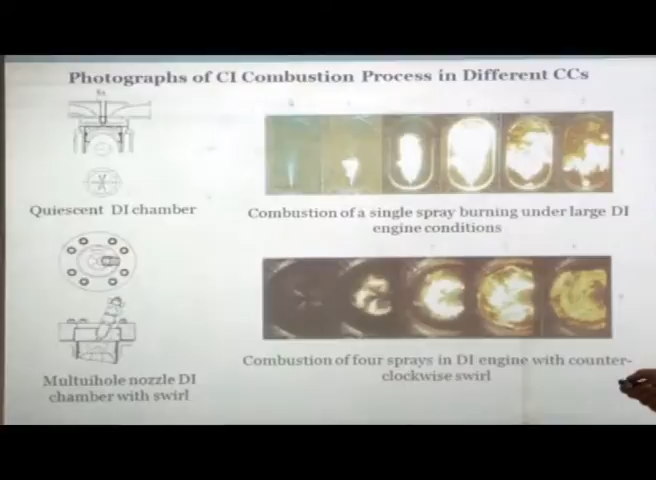 Photographs of CI Combustion Process in Different CCs
Quiescent DI chamber
Combustion of a single spray burning under large DI
engine conditions
Multuihole nozzle DI
chamber with swirl
Combustion of four sprays in DI engine with counter-
clockwise swirl